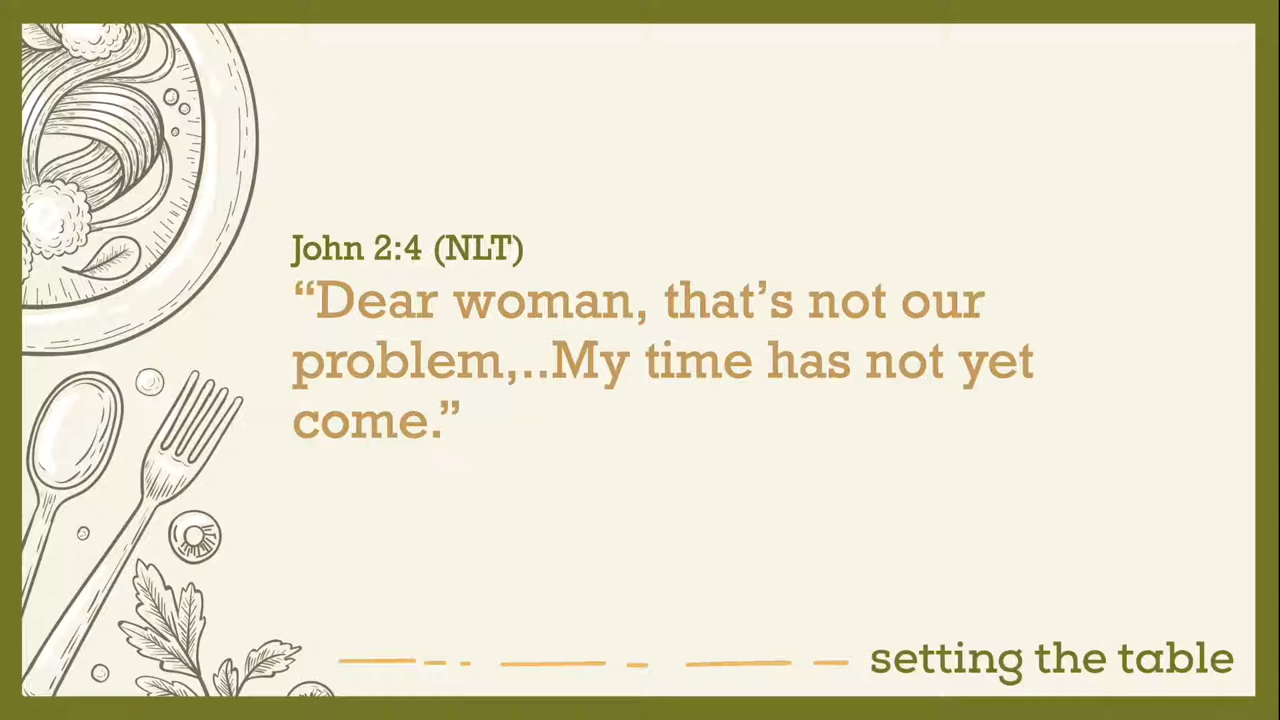 John 2:4 (NLT)
“Dear woman, that’s not our
problem,..My time has not yet
come.”
setting the table